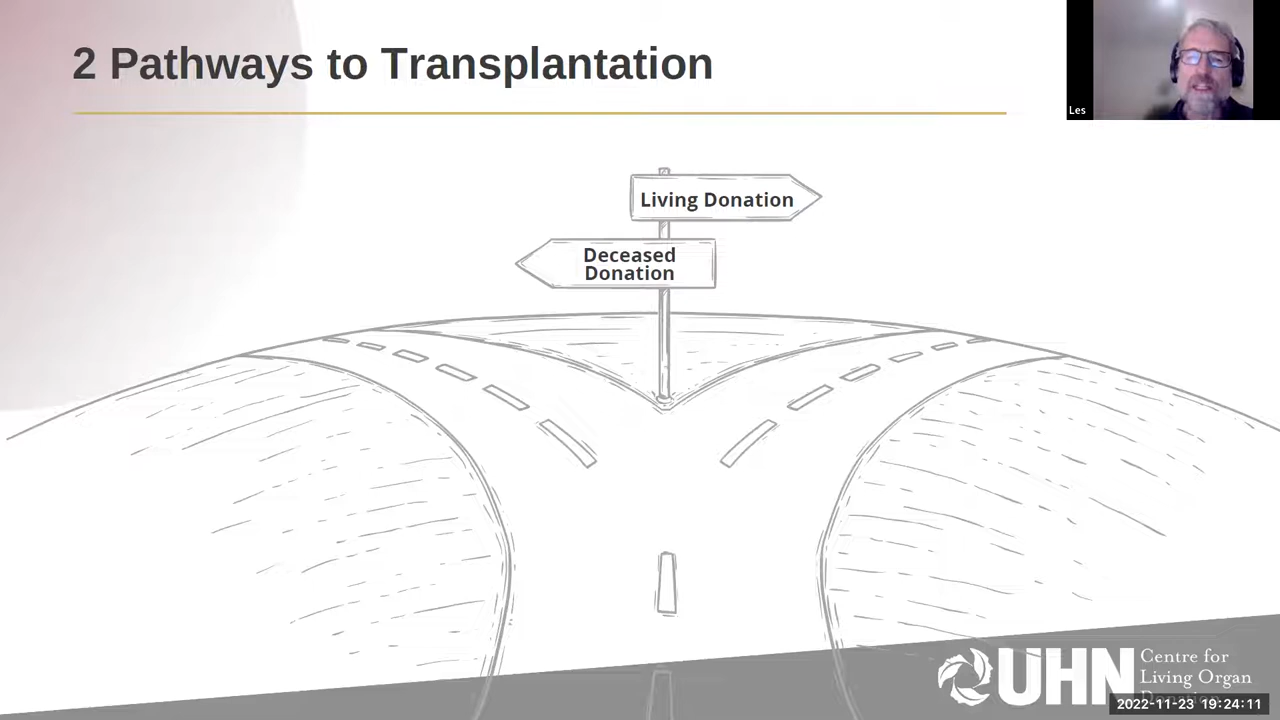 2 Pathways to Transplantation
Les
Living Donation
Deceased
Donation
UHN
Centre for
Living Organ
Donation
2022-11-23 19:24:11